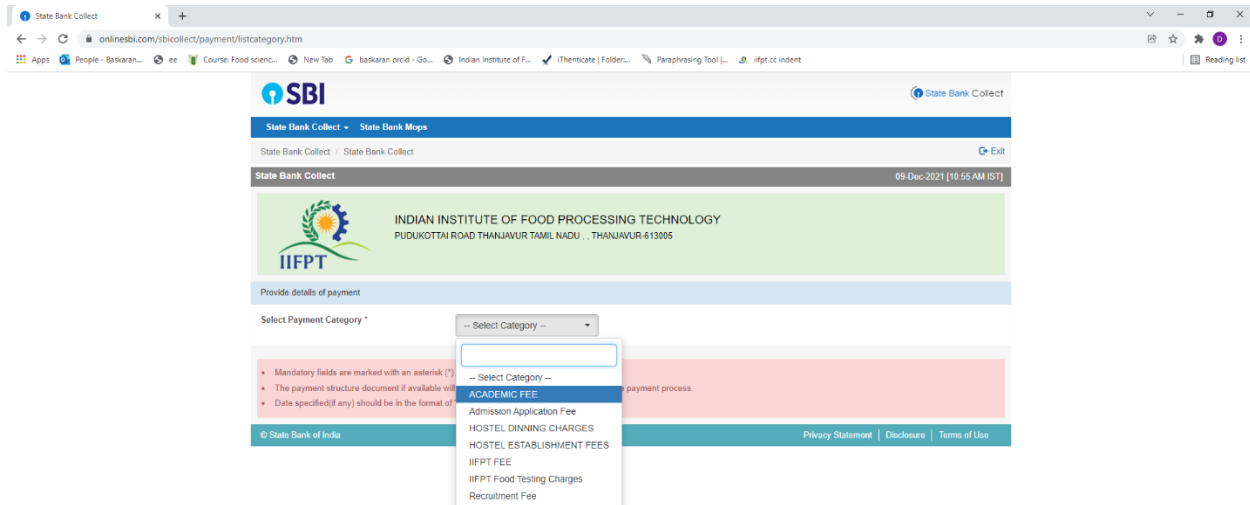 State Bank Collect
onlinesbi.com/sbicollect/payment/listcategory.htm
Apps People - Baskaran... ee Course: Food scienc... New Tab baskaran orcid - Go... Indian Institute of F... iThenticate | Folder:... Paraphrasing Tool |... iifpt cc indent Reading list
SBI
State Bank Collect
State Bank Collect State Bank Mops
State Bank Collect / State Bank Collect Exit
State Bank Collect 09-Dec-2021 [10:55 AM IST]
INDIAN INSTITUTE OF FOOD PROCESSING TECHNOLOGY
PUDUKOTTAI ROAD THANJAVUR TAMIL NADU , , THANJAVUR-613005
IIFPT
Provide details of payment
Select Payment Category * -- Select Category --
Mandatory fields are marked with an asterisk (*)
-- Select Category --
The payment structure document if available will payment process.
ACADEMIC FEE
Date specified(if any) should be in the format of
Admission Application Fee
HOSTEL DINNING CHARGES
© State Bank of India Privacy Statement | Disclosure | Terms of Use
HOSTEL ESTABLISHMENT FEES
IIFPT FEE
IIFPT Food Testing Charges
Recruitment Fee